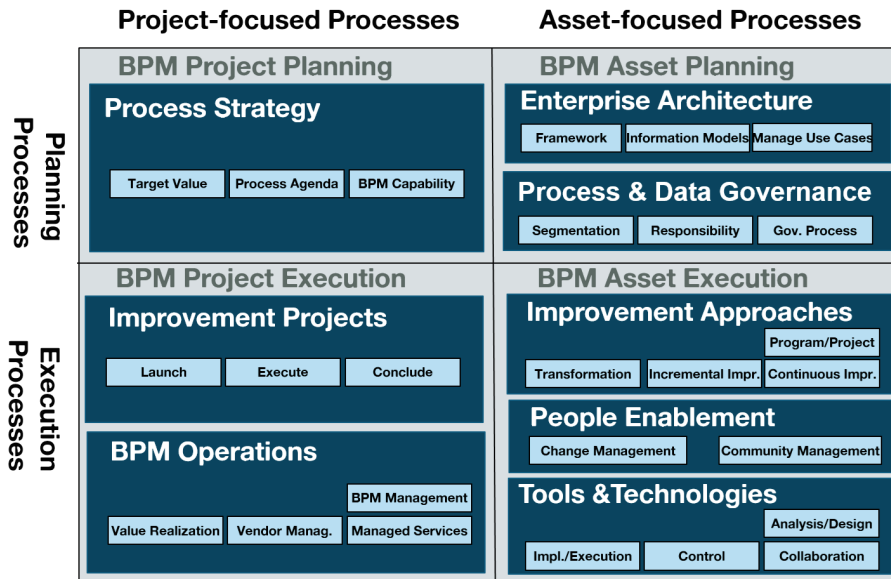 Project-focused Processes
Asset-focused Processes
Planning
Processes
BPM Project Planning
Process Strategy
Target Value
Process Agenda
BPM Capability
BPM Asset Planning
Enterprise Architecture
Framework
Information Models
Manage Use Cases
Process & Data Governance
Segmentation
Responsibility
Gov. Process
Execution
Processes
BPM Project Execution
Improvement Projects
Launch
Execute
Conclude
BPM Operations
BPM Management
Value Realization
Vendor Manag.
Managed Services
BPM Asset Execution
Improvement Approaches
Program/Project
Transformation
Incremental Impr.
Continuous Impr.
People Enablement
Change Management
Community Management
Tools &Technologies
Analysis/Design
Impl./Execution
Control
Collaboration